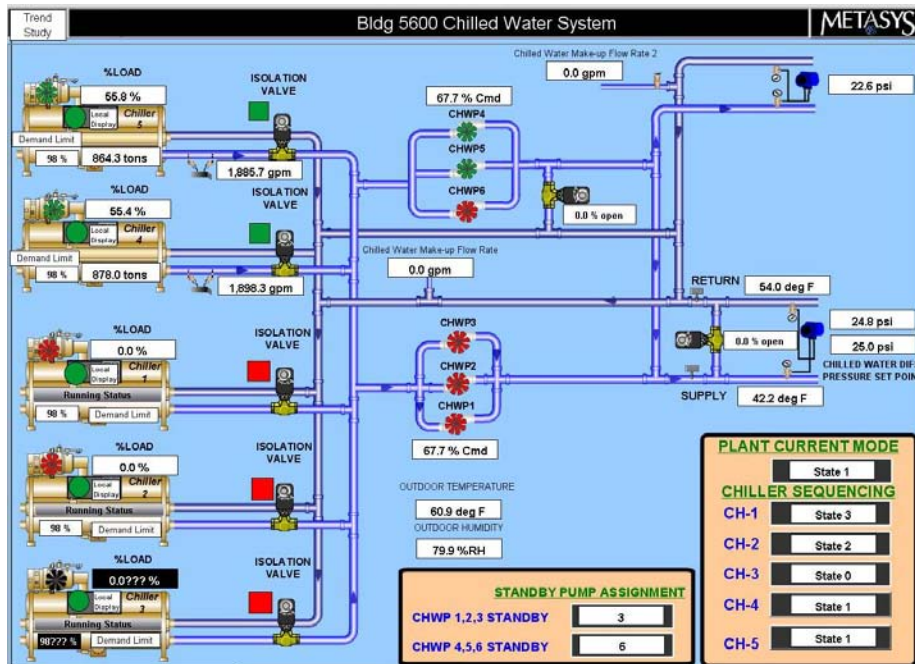 Trend
Study
Bldg 5600 Chilled Water System
METASYS
%LOAD
55.8 %
Chiller
5
Local
Display
Demand Limit
98 %
864.3 tons
ISOLATION
VALVE
1,885.7 gpm
%LOAD
55.4 %
Chiller
4
Local
Display
Demand Limit
98 %
878.0 tons
ISOLATION
VALVE
1,898.3 gpm
%LOAD
0.0 %
Chiller
1
Local
Display
Running Status
98 %
Demand Limit
ISOLATION
VALVE
%LOAD
0.0 %
Chiller
2
Local
Display
Running Status
98 %
Demand Limit
ISOLATION
VALVE
%LOAD
0.0??? %
Chiller
3
Local
Display
Running Status
98??? %
Demand Limit
ISOLATION
VALVE
67.7 % Cmd
CHWP4
CHWP5
CHWP6
Chilled Water Make-up Flow Rate 2
0.0 gpm
22.6 psi
0.0 % open
Chilled Water Make-up Flow Rate
0.0 gpm
RETURN
54.0 deg F
24.8 psi
25.0 psi
0.0 % open
CHILLED WATER DIF
PRESSURE SET POIN
SUPPLY
42.2 deg F
CHWP3
CHWP2
CHWP1
67.7 % Cmd
OUTDOOR TEMPERATURE
60.9 deg F
OUTDOOR HUMIDITY
79.9 %RH
STANDBY PUMP ASSIGNMENT
CHWP 1,2,3 STANDBY
3
CHWP 4,5,6 STANDBY
6
PLANT CURRENT MODE
State 1
CHILLER SEQUENCING
CH-1
State 3
CH-2
State 2
CH-3
State 0
CH-4
State 1
CH-5
State 1